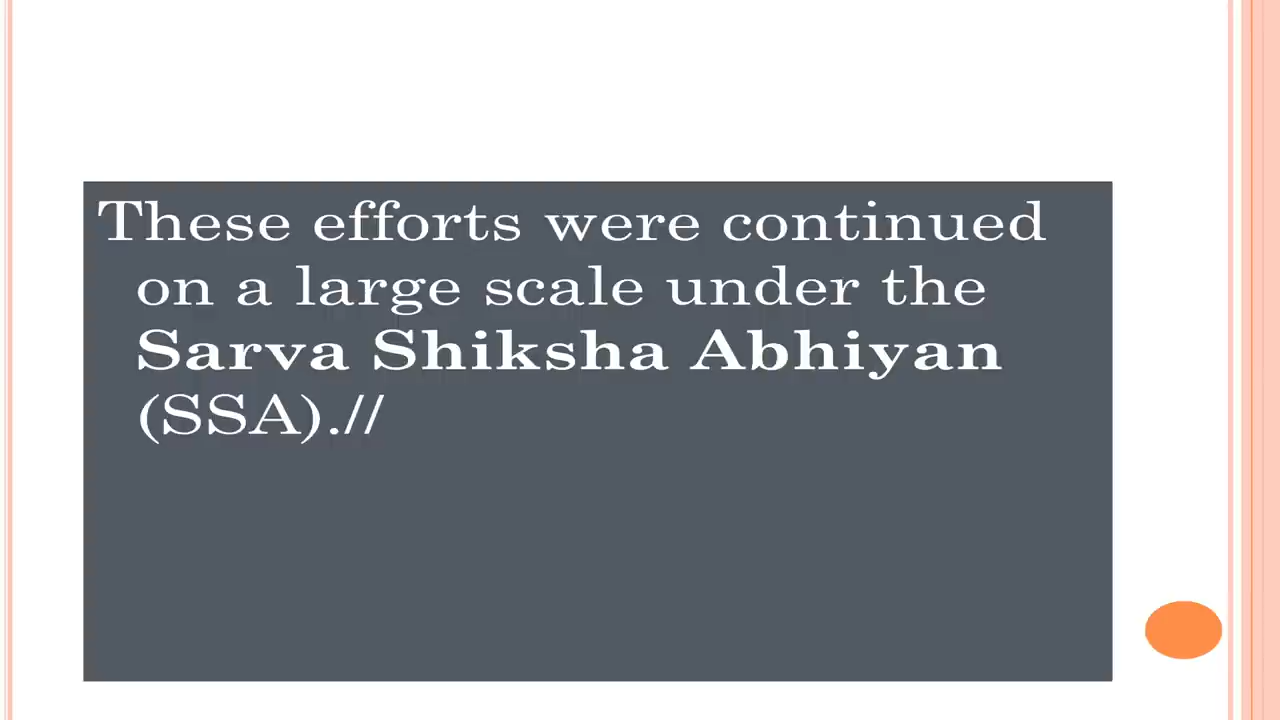 These efforts were continued
on a large scale under the
Sarva Shiksha Abhiyan
(SSA).//